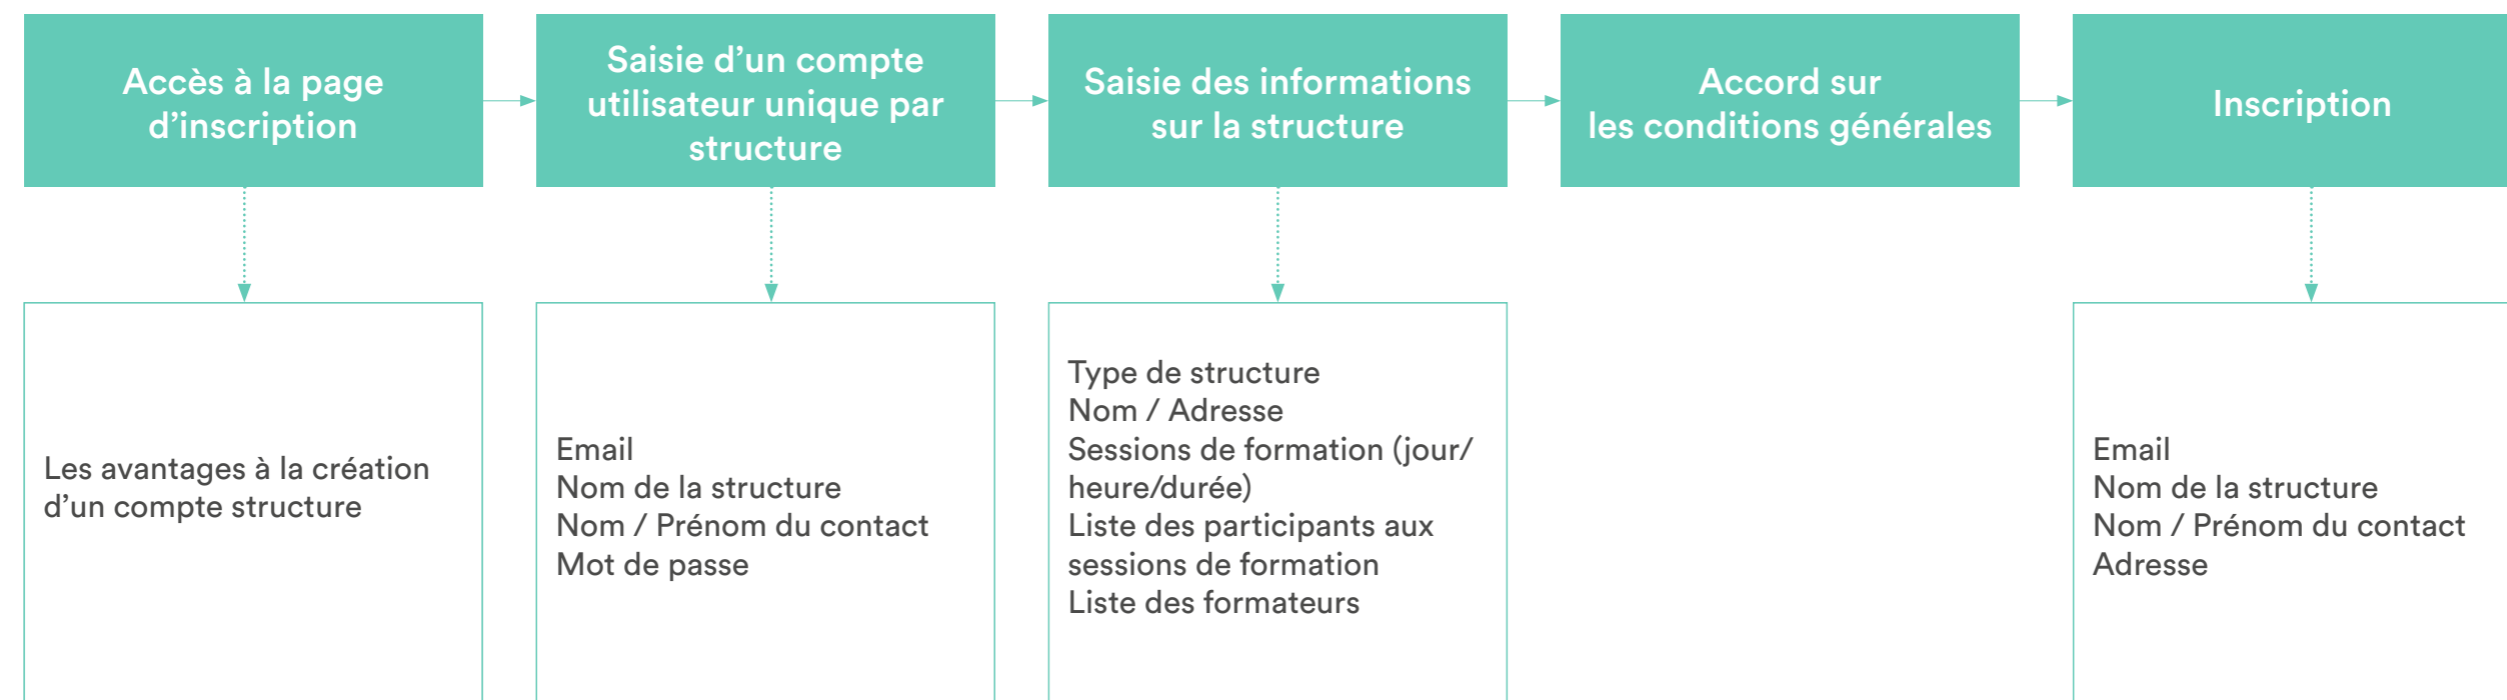 Accès à la page
d’inscription
Saisie d’un compte
utilisateur unique par
structure
Saisie des informations
sur la structure
Accord sur
les conditions générales
Inscription
Les avantages à la création
d’un compte structure
Email
Nom de la structure
Nom / Prénom du contact
Mot de passe
Type de structure
Nom / Adresse
Sessions de formation (jour/
heure/durée)
Liste des participants aux
sessions de formation
Liste des formateurs
Email
Nom de la structure
Nom / Prénom du contact
Adresse